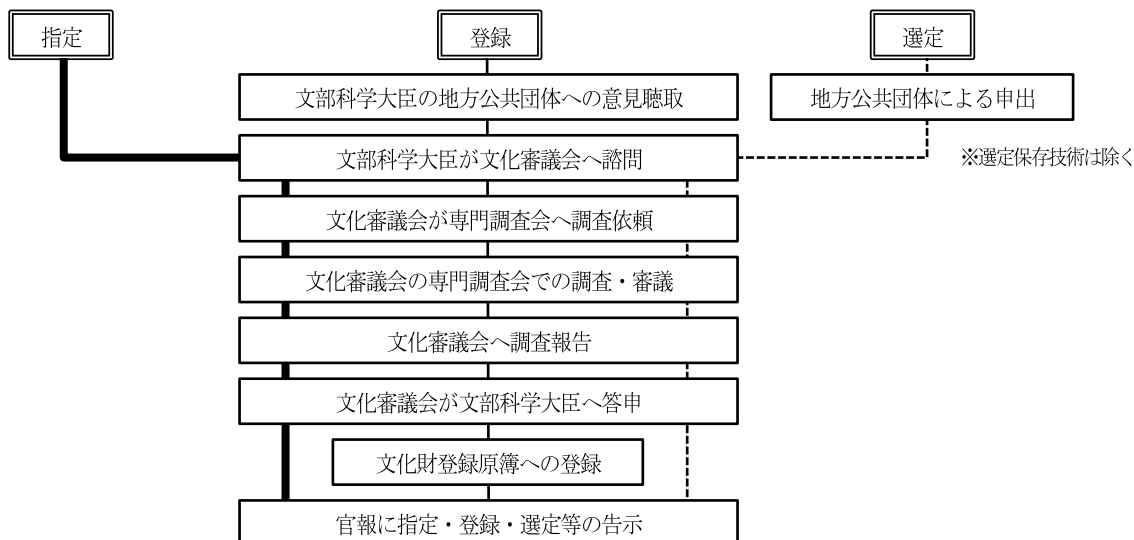 指定
登録
選定
文部科学大臣の地方公共団体への意見聴取
地方公共団体による申出
文部科学大臣が文化審議会へ諮問
※選定保存技術は除く
文化審議会が専門調査会へ調査依頼
文化審議会の専門調査会での調査・審議
文化審議会へ調査報告
文化審議会が文部科学大臣へ答申
文化財登録原簿への登録
官報に指定・登録・選定等の告示